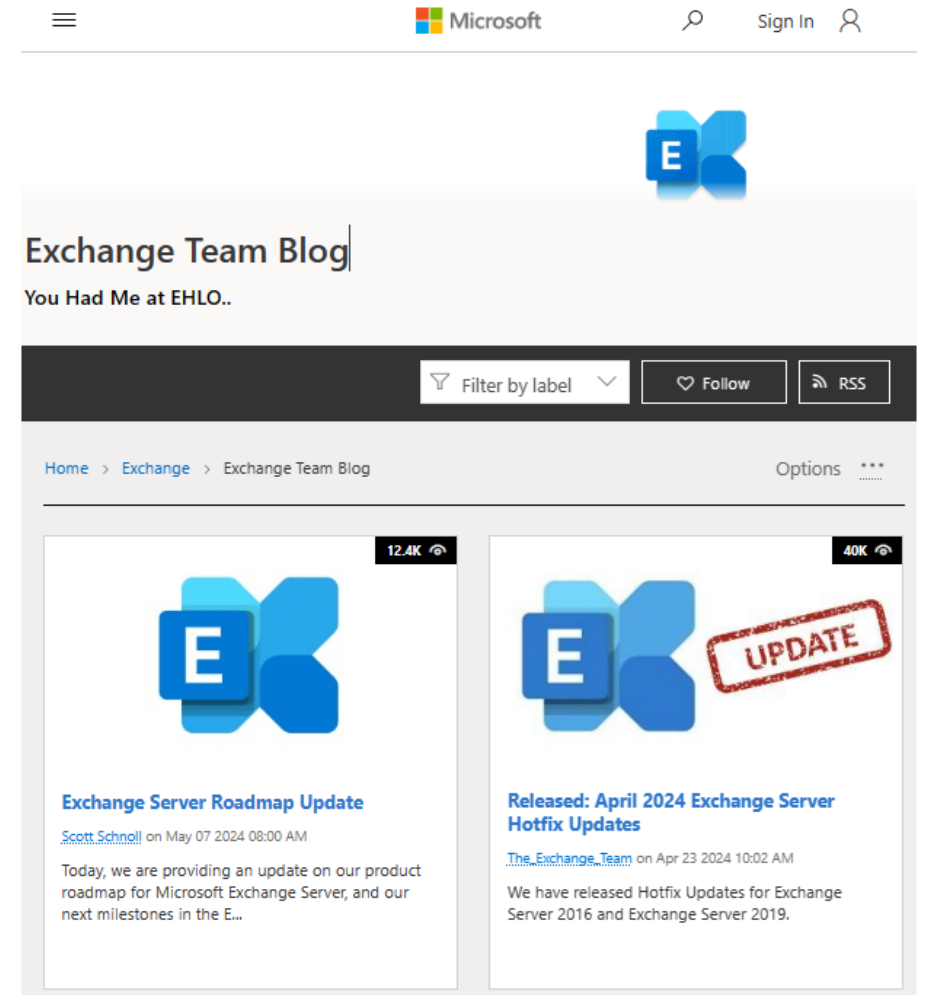 Microsoft
Sign In
E
Exchange Team Blog
You Had Me at EHLO..
Filter by label
Follow
RSS
Home > Exchange > Exchange Team Blog
Options
12.4K
E
Exchange Server Roadmap Update
Scott Schnoll on May 07 2024 08:00 AM
Today, we are providing an update on our product
roadmap for Microsoft Exchange Server, and our
next milestones in the E...
40K
E
UPDATE
Released: April 2024 Exchange Server
Hotfix Updates
The_Exchange_Team on Apr 23 2024 10:02 AM
We have released Hotfix Updates for Exchange
Server 2016 and Exchange Server 2019.